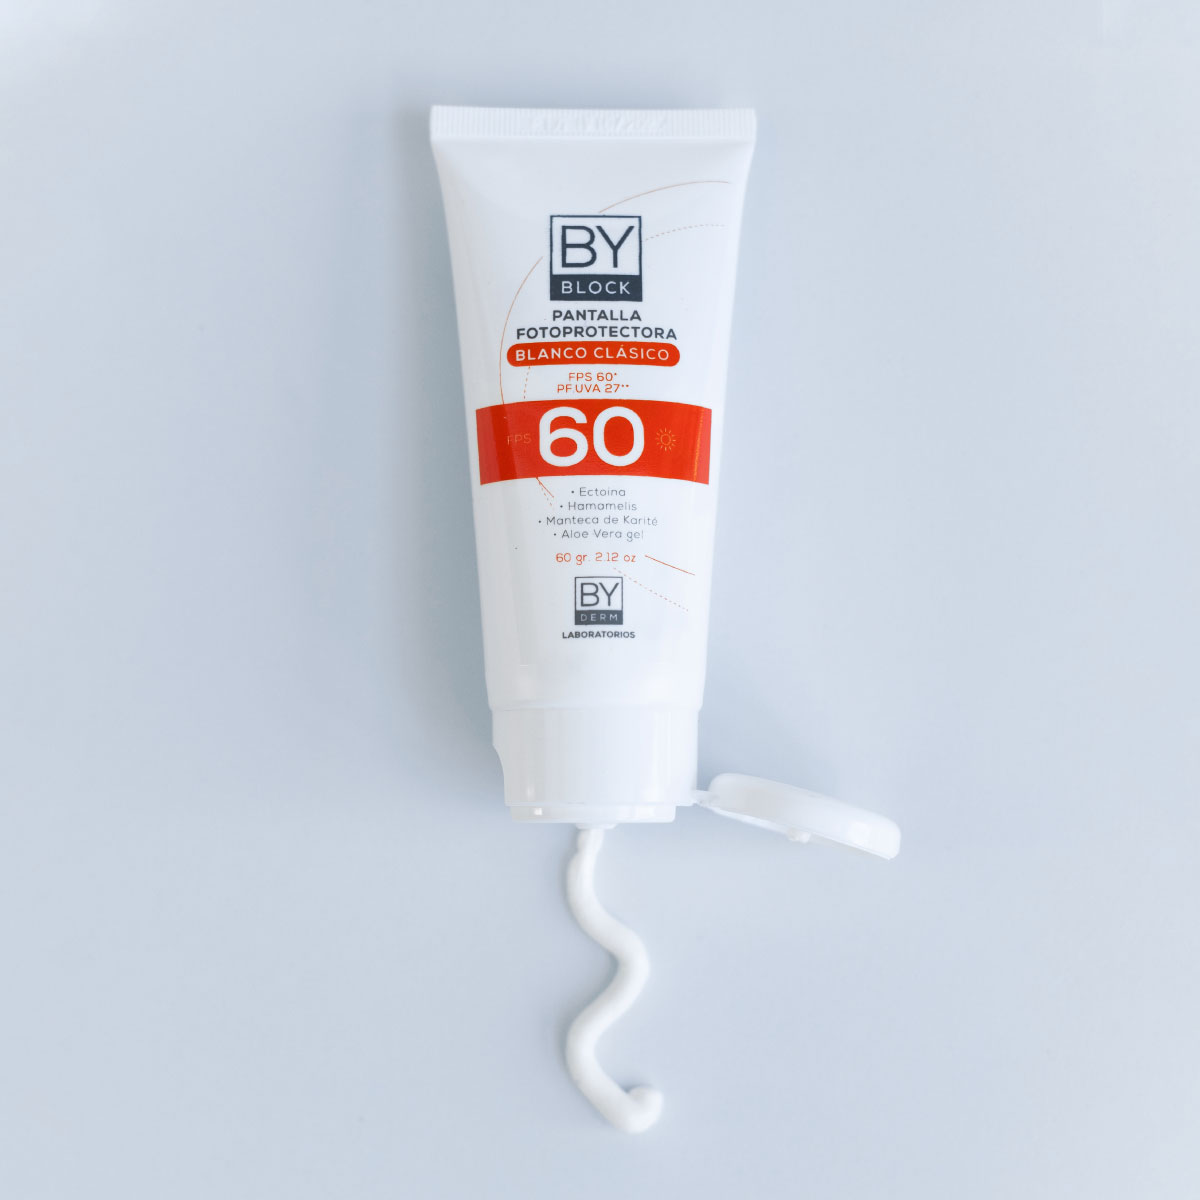 BY
BLOCK
PANTALLA
FOTOPROTECTORA
BLANCO CLÁSICO
FPS 60*
PF.UVA 27**
FPS 60
• Ectoina
• Hamamelis
• Manteca de Karité
• Aloe Vera gel
60 gr. 2.12 oz
BY
DERM
LABORATORIOS